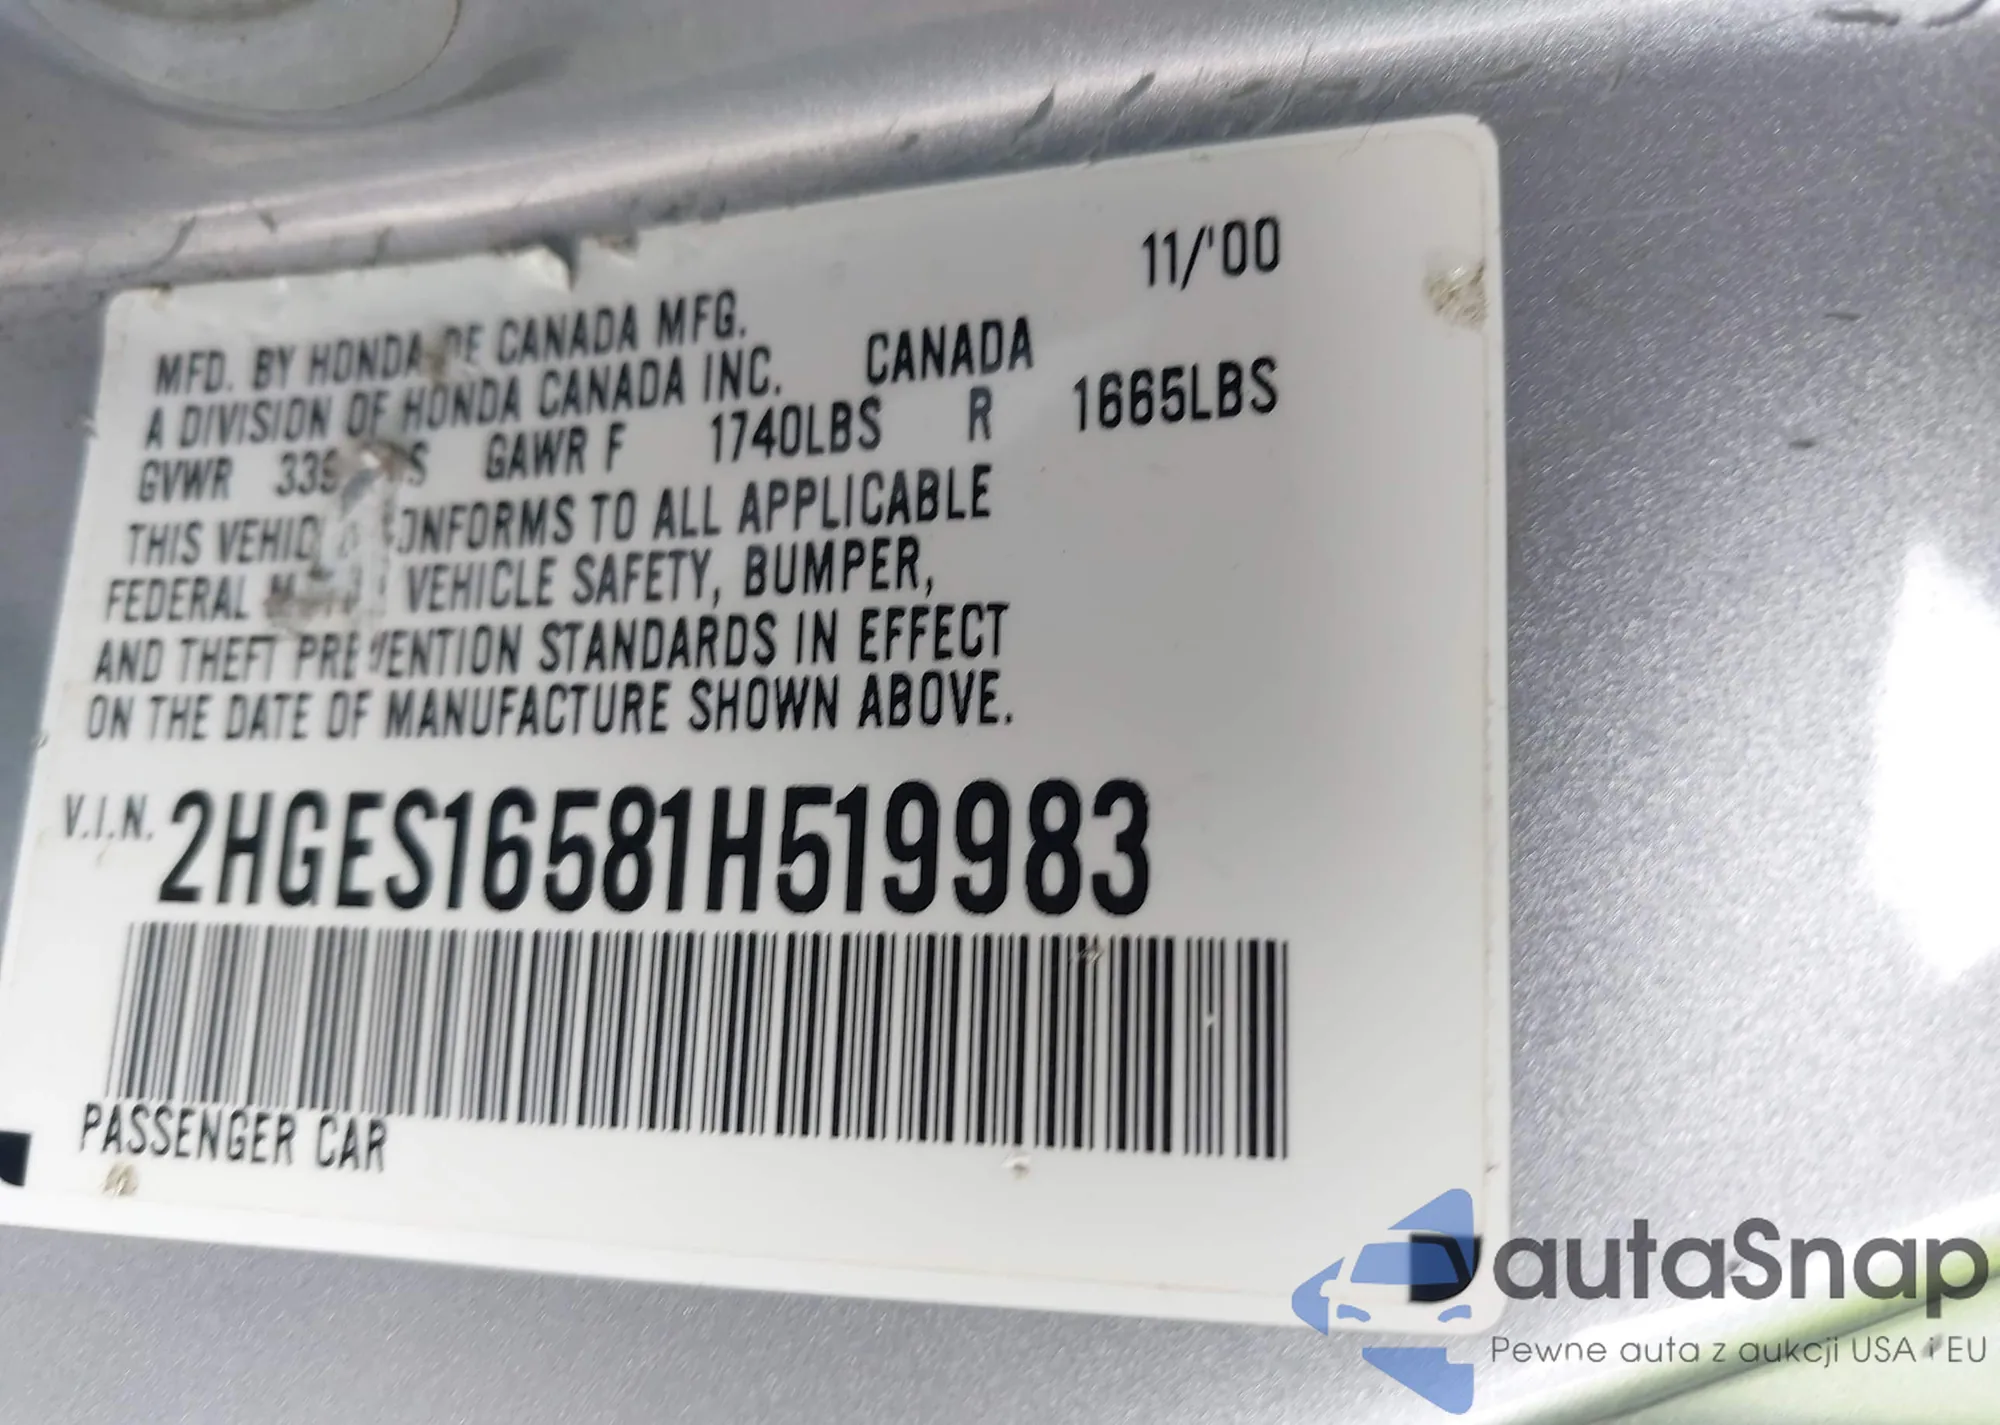 11/'00
MFD. BY HONDA DE CANADA MFG.
A DIVISION OF HONDA CANADA INC. CANADA
GVWR GAWR F 1740LBS R 1665LBS
THIS CONFORMS TO ALL APPLICABLE
FEDERAL VEHICLE SAFETY, BUMPER,
AND THEFT PREVENTION STANDARDS IN EFFECT
ON THE DATE OF MANUFACTURE SHOWN ABOVE.
V.I.N. 2HGES16581H519983
PASSENGER CAR
autaSnap
Pewne auta z aukcji USA i EU